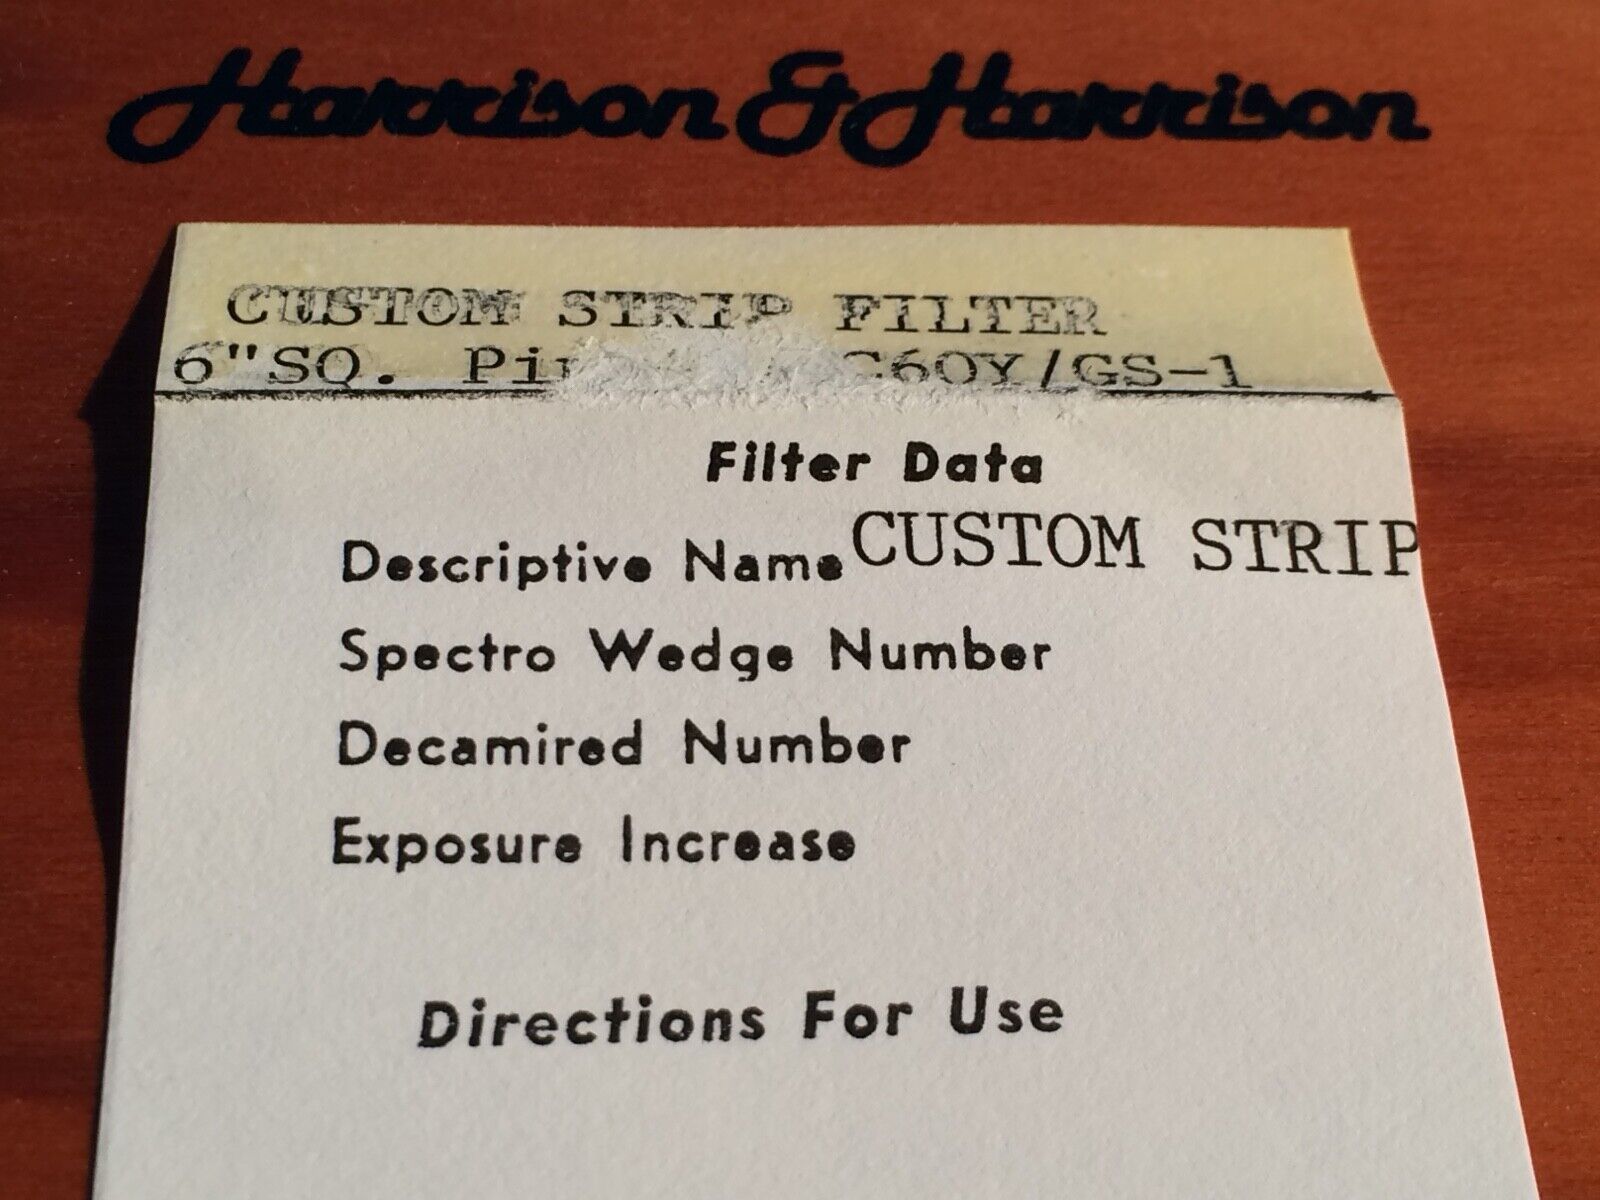 Harrison & Harrison
CUSTOM STRIP FILTER
6"SQ. C60Y/GS-1
Filter Data
Descriptive Name CUSTOM STRIP
Spectro Wedge Number
Decamired Number
Exposure Increase
Directions For Use